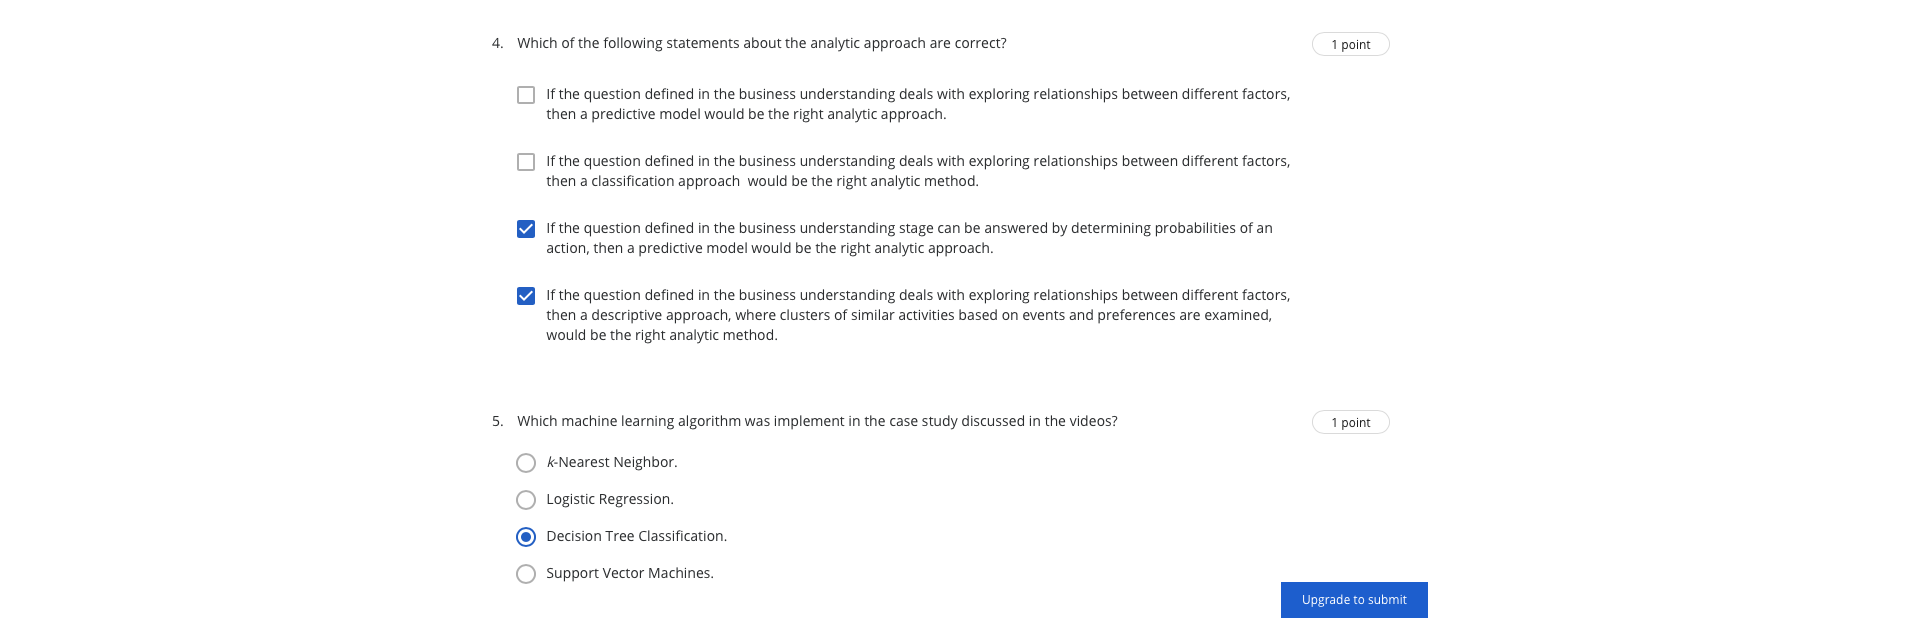 4. Which of the following statements about the analytic approach are correct?
1 point
If the question defined in the business understanding deals with exploring relationships between different factors,
then a predictive model would be the right analytic approach.
If the question defined in the business understanding deals with exploring relationships between different factors,
then a classification approach  would be the right analytic method.
If the question defined in the business understanding stage can be answered by determining probabilities of an
action, then a predictive model would be the right analytic approach.
If the question defined in the business understanding deals with exploring relationships between different factors,
then a descriptive approach, where clusters of similar activities based on events and preferences are examined,
would be the right analytic method.
5. Which machine learning algorithm was implement in the case study discussed in the videos?
1 point
k-Nearest Neighbor.
Logistic Regression.
Decision Tree Classification.
Support Vector Machines.
Upgrade to submit